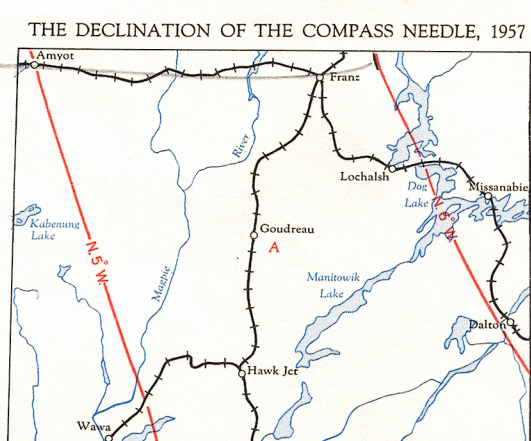 THE DECLINATION OF THE COMPASS NEEDLE, 1957
Amyot
Franz
River
Lochalsh
Dog
Lake
Missanabie
N.6°W.
Kabenung
Lake
Goudreau
A
N.5°W.
Magpie
Manitowik
Lake
Dalton
Hawk Jct
Wawa